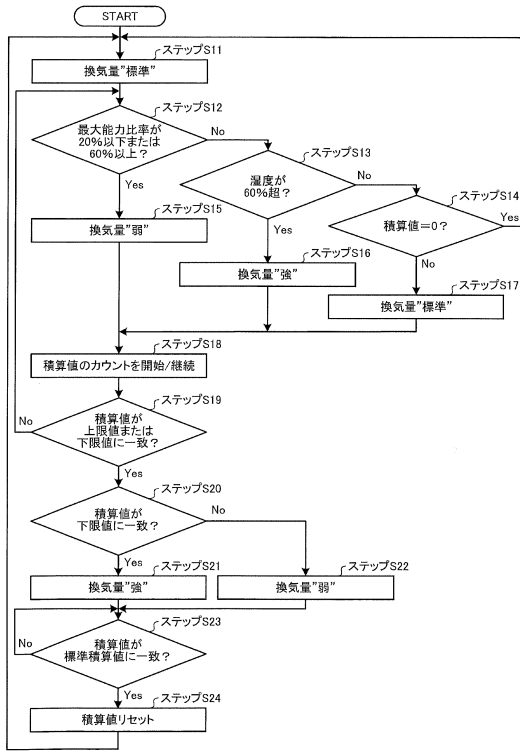 START
ステップS11
換気量"標準"
ステップS12
最大能力比率が
20%以下または
60%以上？
No
Yes
ステップS13
湿度が
60%超？
No
Yes
ステップS14
積算値＝0？
Yes
No
ステップS15
換気量"弱"
ステップS16
換気量"強"
ステップS17
換気量"標準"
ステップS18
積算値のカウントを開始/継続
ステップS19
積算値が
上限値または
下限値に一致？
No
Yes
ステップS20
積算値が
下限値に一致？
No
Yes
ステップS21
換気量"強"
ステップS22
換気量"弱"
ステップS23
積算値が
標準積算値に一致？
No
Yes
ステップS24
積算値リセット